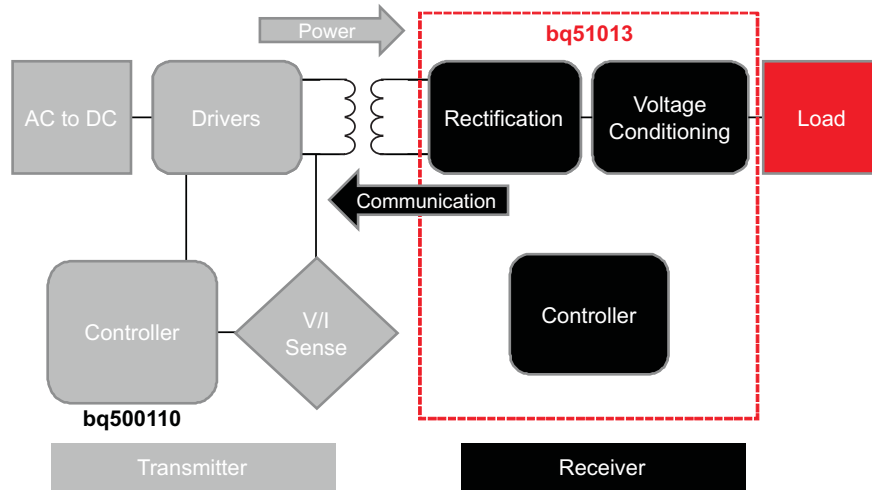 Power
bq51013
AC to DC
Drivers
Rectification
Voltage
Conditioning
Load
Communication
Controller
V/I
Sense
Controller
bq500110
Transmitter
Receiver